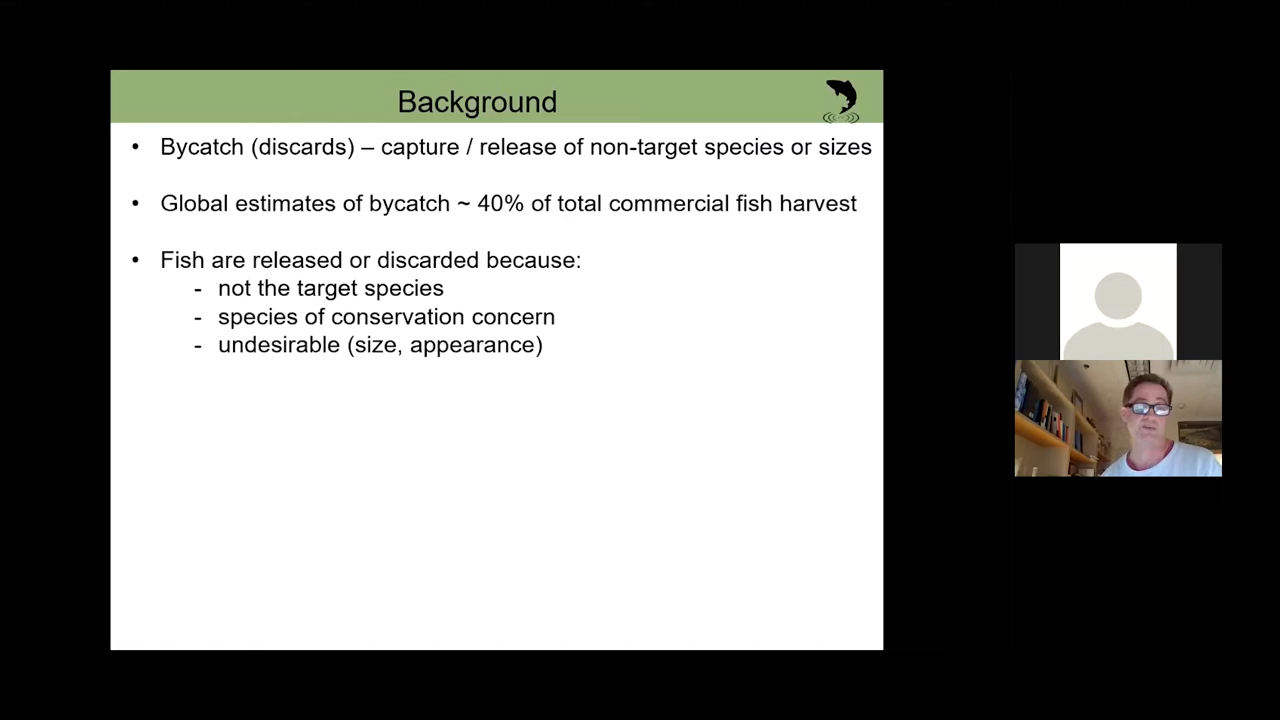 Background
• Bycatch (discards) – capture / release of non-target species or sizes
• Global estimates of bycatch ~ 40% of total commercial fish harvest
• Fish are released or discarded because:
- not the target species
- species of conservation concern
- undesirable (size, appearance)